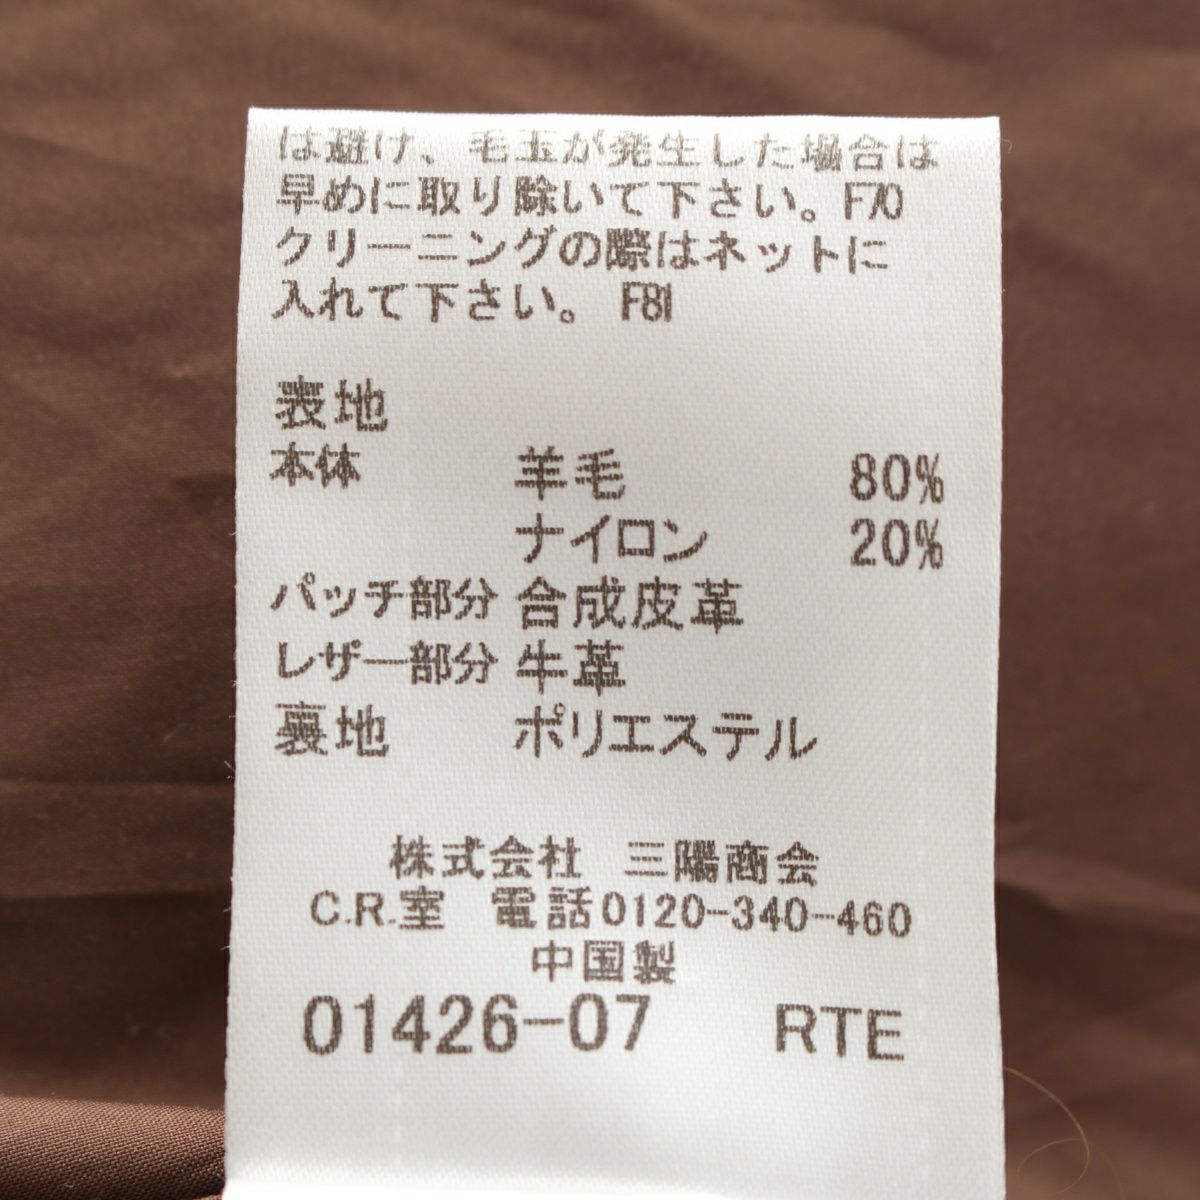 は避け、毛玉が発生した場合は
早めに取り除いて下さい。F70
クリーニングの際はネットに
入れて下さい。 F81
表地
本体 羊毛 80%
ナイロン 20%
パッチ部分 合成皮革
レザー部分 牛革
裏地 ポリエステル
株式会社 三陽商会
C.R.室 電話0120-340-460
中国製
01426-07 RTE